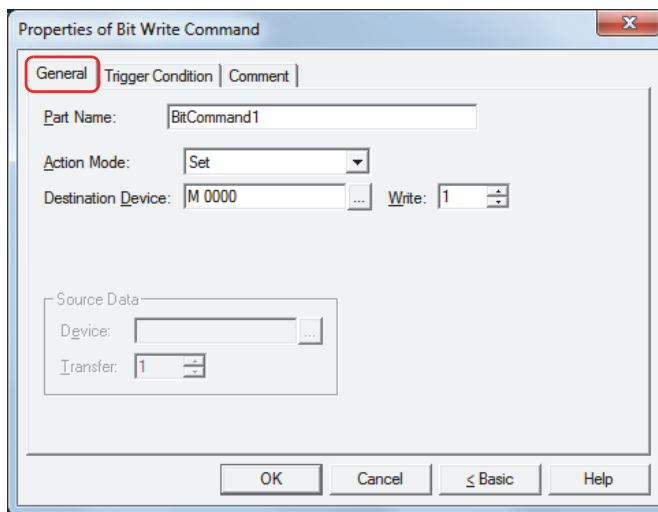 Properties of Bit Write Command
General Trigger Condition Comment
Part Name: BitCommand1
Action Mode: Set
Destination Device: M 0000 ... Write: 1
Source Data
Device: ...
Transfer: 1
OK Cancel < Basic Help